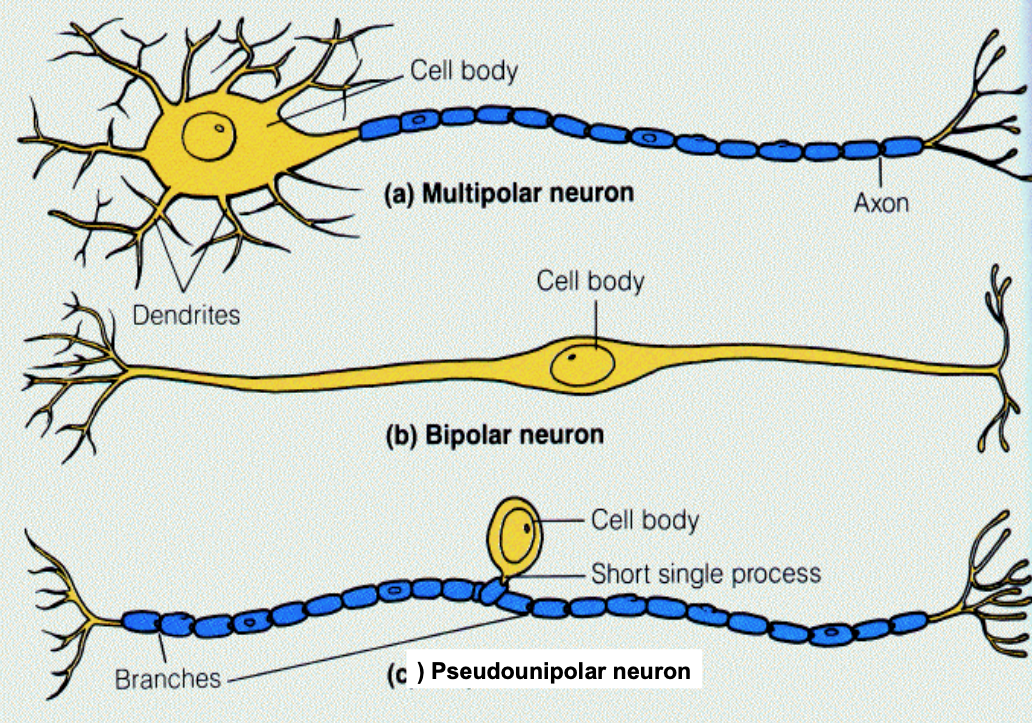 Cell body
(a) Multipolar neuron
Axon
Dendrites
Cell body
(b) Bipolar neuron
Cell body
Short single process
Branches
(c ) Pseudounipolar neuron